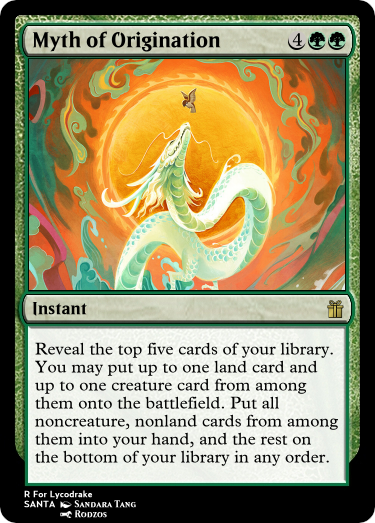 Myth of Origination 4
Instant
Reveal the top five cards of your library.
You may put up to one land card and
up to one creature card from among
them onto the battlefield. Put all
noncreature, nonland cards from among
them into your hand, and the rest on
the bottom of your library in any order.
R For Lycodrake
SANTA Sandara Tang
Rodzos